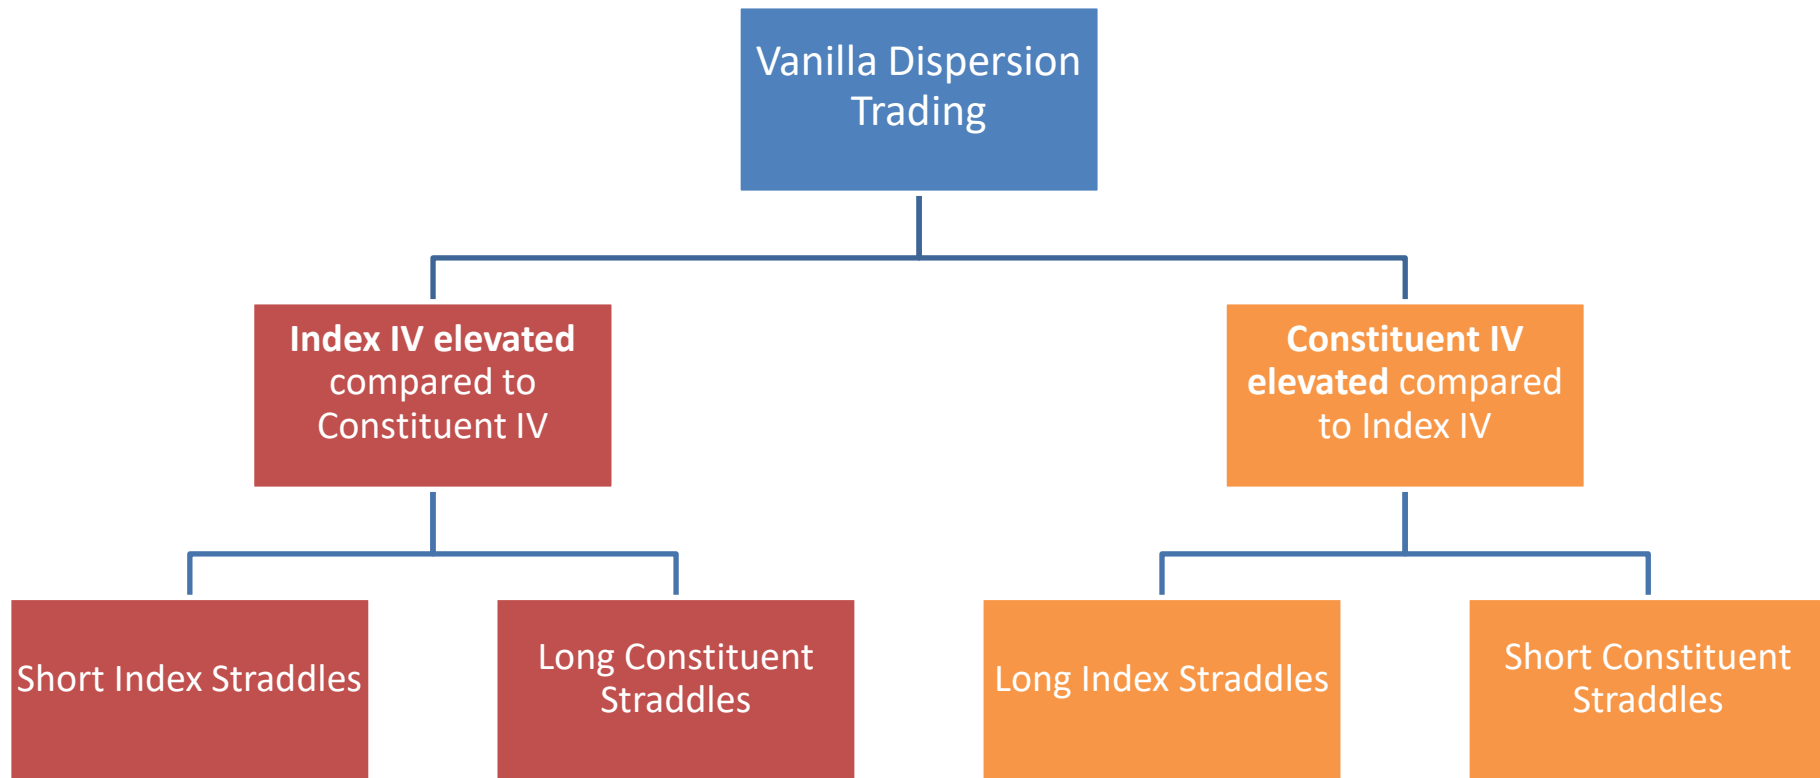 Vanilla Dispersion
Trading
Index IV elevated
compared to
Constituent IV
Constituent IV
elevated compared
to Index IV
Short Index Straddles
Long Constituent
Straddles
Long Index Straddles
Short Constituent
Straddles